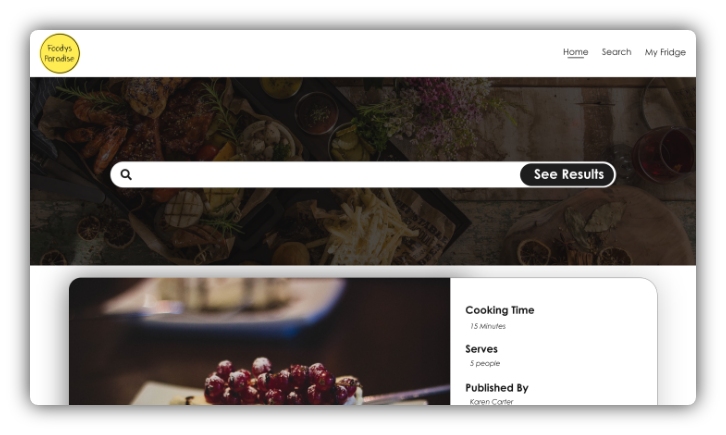 Foodys
Paradise
Home Search My Fridge
See Results
Cooking Time
15 Minutes
Serves
5 people
Published By
Karen Carter